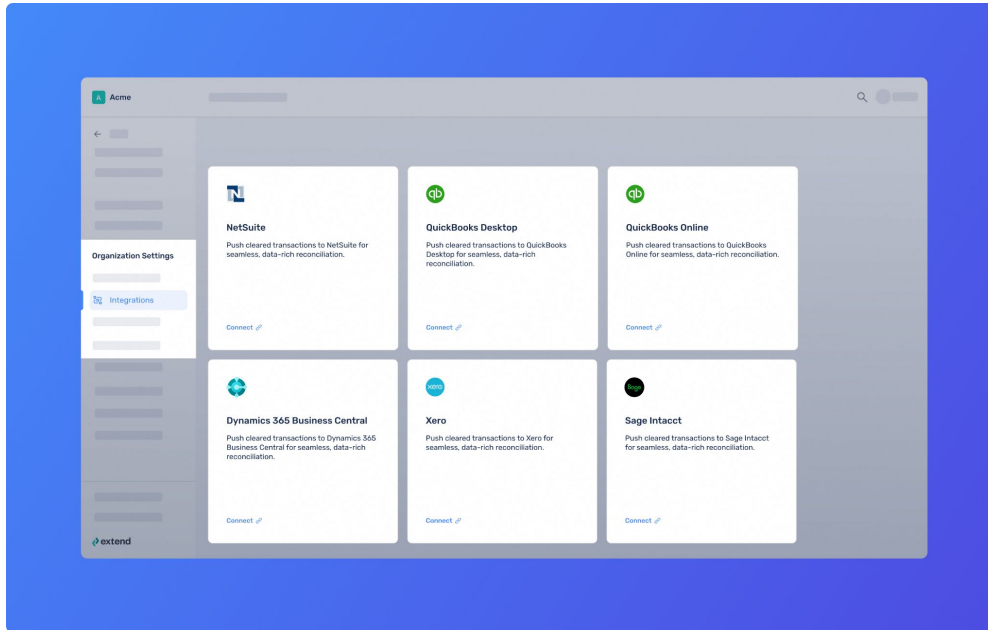 A Acme
Organization Settings
Integrations
extend
NetSuite
Push cleared transactions to NetSuite for
seamless, data-rich reconciliation.
Connect
qb
QuickBooks Desktop
Push cleared transactions to QuickBooks
Desktop for seamless, data-rich
reconciliation.
Connect
qb
QuickBooks Online
Push cleared transactions to QuickBooks
Online for seamless, data-rich reconciliation.
Connect
Dynamics 365 Business Central
Push cleared transactions to Dynamics 365
Business Central for seamless, data-rich
reconciliation.
Connect
xero
Xero
Push cleared transactions to Xero for
seamless, data-rich reconciliation.
Connect
Sage
Sage Intacct
Push cleared transactions to Sage Intacct
for seamless, data-rich reconciliation.
Connect